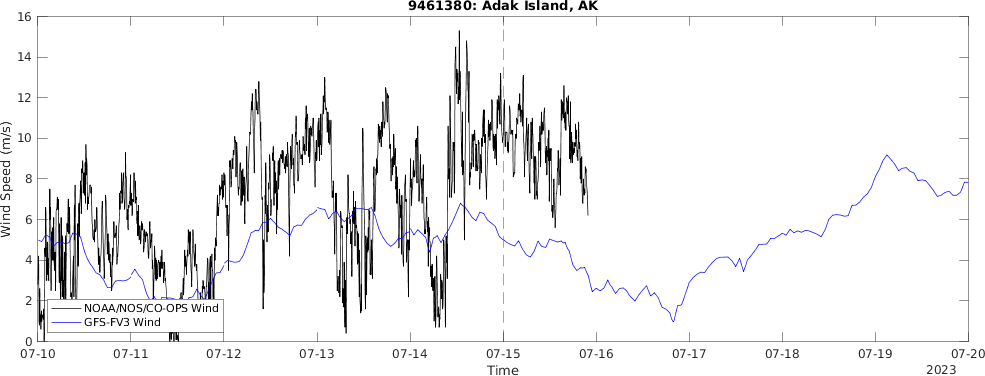 9461380: Adak Island, AK
Wind Speed (m/s)
16
14
12
10
8
6
4
2
0
NOAA/NOS/CO-OPS Wind
GFS-FV3 Wind
07-10 07-11 07-12 07-13 07-14 07-15 07-16 07-17 07-18 07-19 07-20
Time
2023